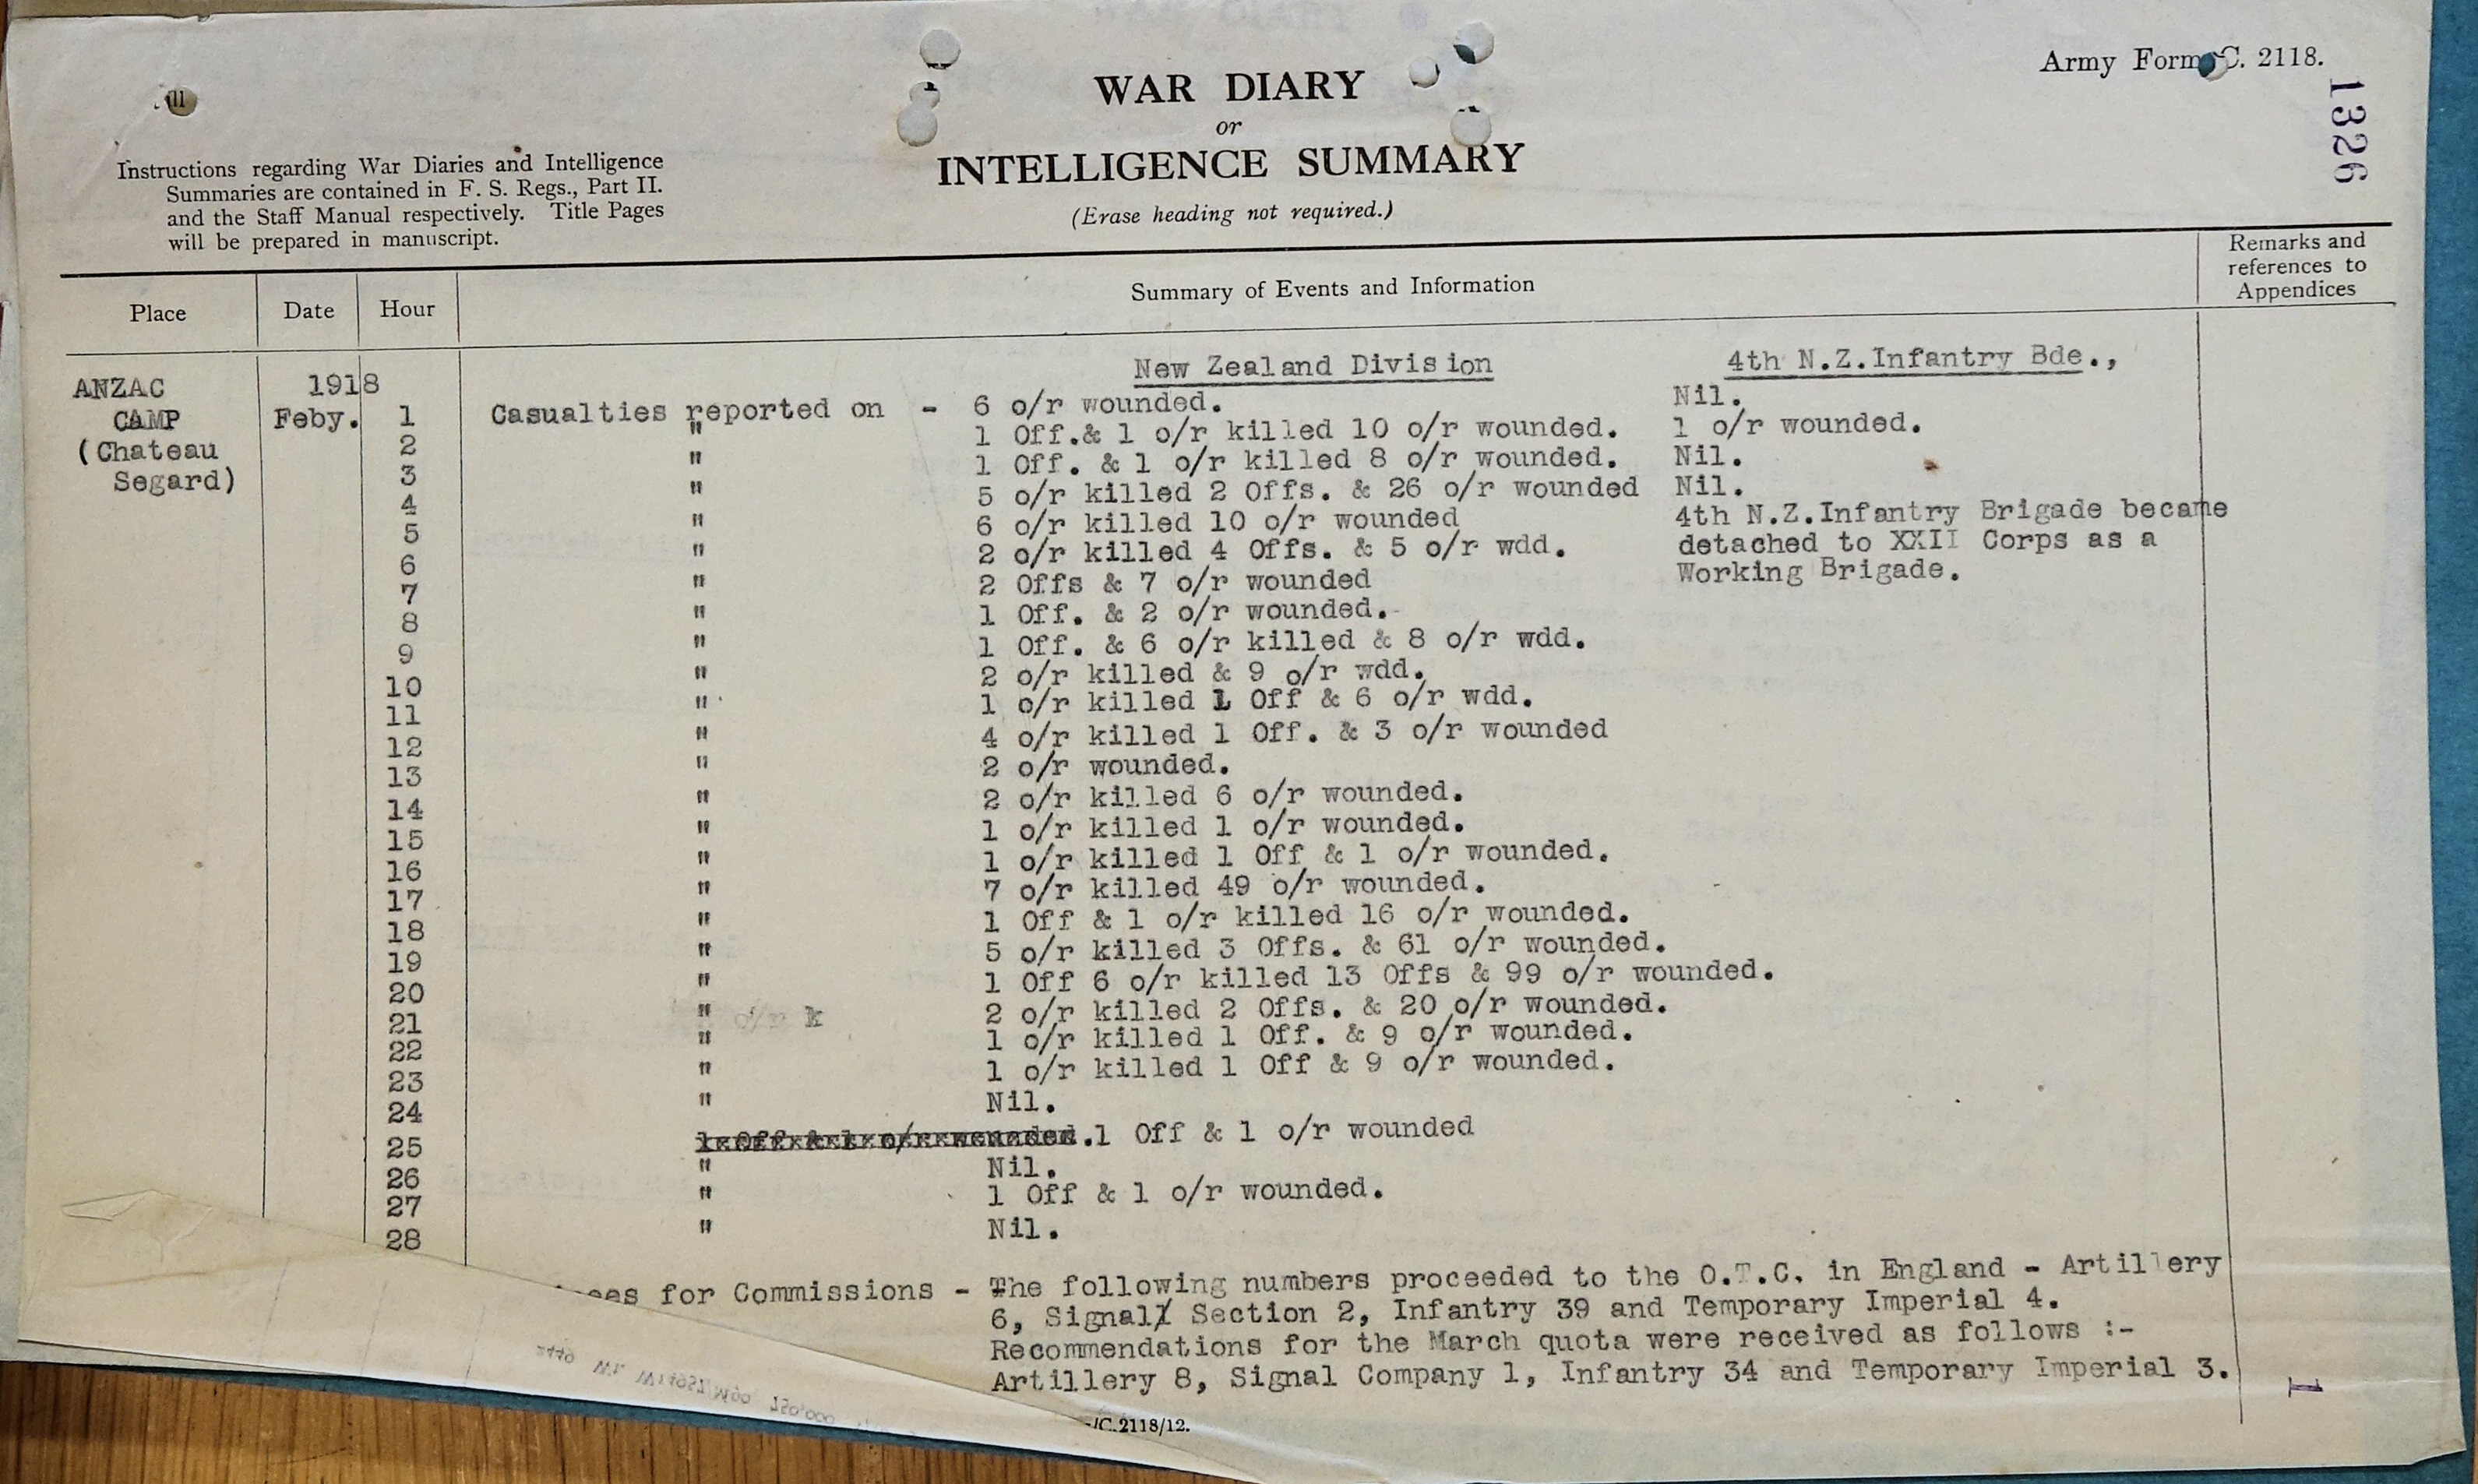 Army Form C. 2118.
1326
WAR DIARY
or
INTELLIGENCE SUMMARY
(Erase heading not required.)
Instructions regarding War Diaries and Intelligence
Summaries are contained in F. S. Regs., Part II.
and the Staff Manual respectively. Title Pages
will be prepared in manuscript.
Place Date Hour Summary of Events and Information Remarks and references to Appendices
New Zealand Division 4th N.Z.Infantry Bde.,
ANZAC 1918
CAMP Feby. 1 Casualties reported on - 6 o/r wounded. Nil.
(Chateau 2 " 1 Off.& 1 o/r killed 10 o/r wounded. 1 o/r wounded.
Segard) 3 " 1 Off. & 1 o/r killed 8 o/r wounded. Nil.
4 " 5 o/r killed 2 Offs. & 26 o/r wounded Nil.
5 " 6 o/r killed 10 o/r wounded 4th N.Z.Infantry Brigade became
6 " 2 o/r killed 4 Offs. & 5 o/r wdd. detached to XXII Corps as a
7 " 2 Offs & 7 o/r wounded Working Brigade.
8 " 1 Off. & 2 o/r wounded.
9 " 1 Off. & 6 o/r killed & 8 o/r wdd.
10 " 2 o/r killed & 9 o/r wdd.
11 " 1 o/r killed 1 Off & 6 o/r wdd.
12 " 4 o/r killed 1 Off. & 3 o/r wounded
13 " 2 o/r wounded.
14 " 2 o/r killed 6 o/r wounded.
15 " 1 o/r killed 1 o/r wounded.
16 " 1 o/r killed 1 Off & 1 o/r wounded.
17 " 7 o/r killed 49 o/r wounded.
18 " 1 Off & 1 o/r killed 16 o/r wounded.
19 " 5 o/r killed 3 Offs. & 61 o/r wounded.
20 " 1 Off 6 o/r killed 13 Offs & 99 o/r wounded.
21 " o/r k 2 o/r killed 2 Offs. & 20 o/r wounded.
22 " 1 o/r killed 1 Off. & 9 o/r wounded.
23 " 1 o/r killed 1 Off & 9 o/r wounded.
24 " Nil.
25 1 Off & 1 o/r wounded.1 Off & 1 o/r wounded
26 " Nil.
27 " 1 Off & 1 o/r wounded.
28 " Nil.
for Commissions - The following numbers proceeded to the O.T.C. in England - Artillery
6, Signal Section 2, Infantry 39 and Temporary Imperial 4.
Recommendations for the March quota were received as follows :-
Artillery 8, Signal Company 1, Infantry 34 and Temporary Imperial 3.
1
/C.2118/12.